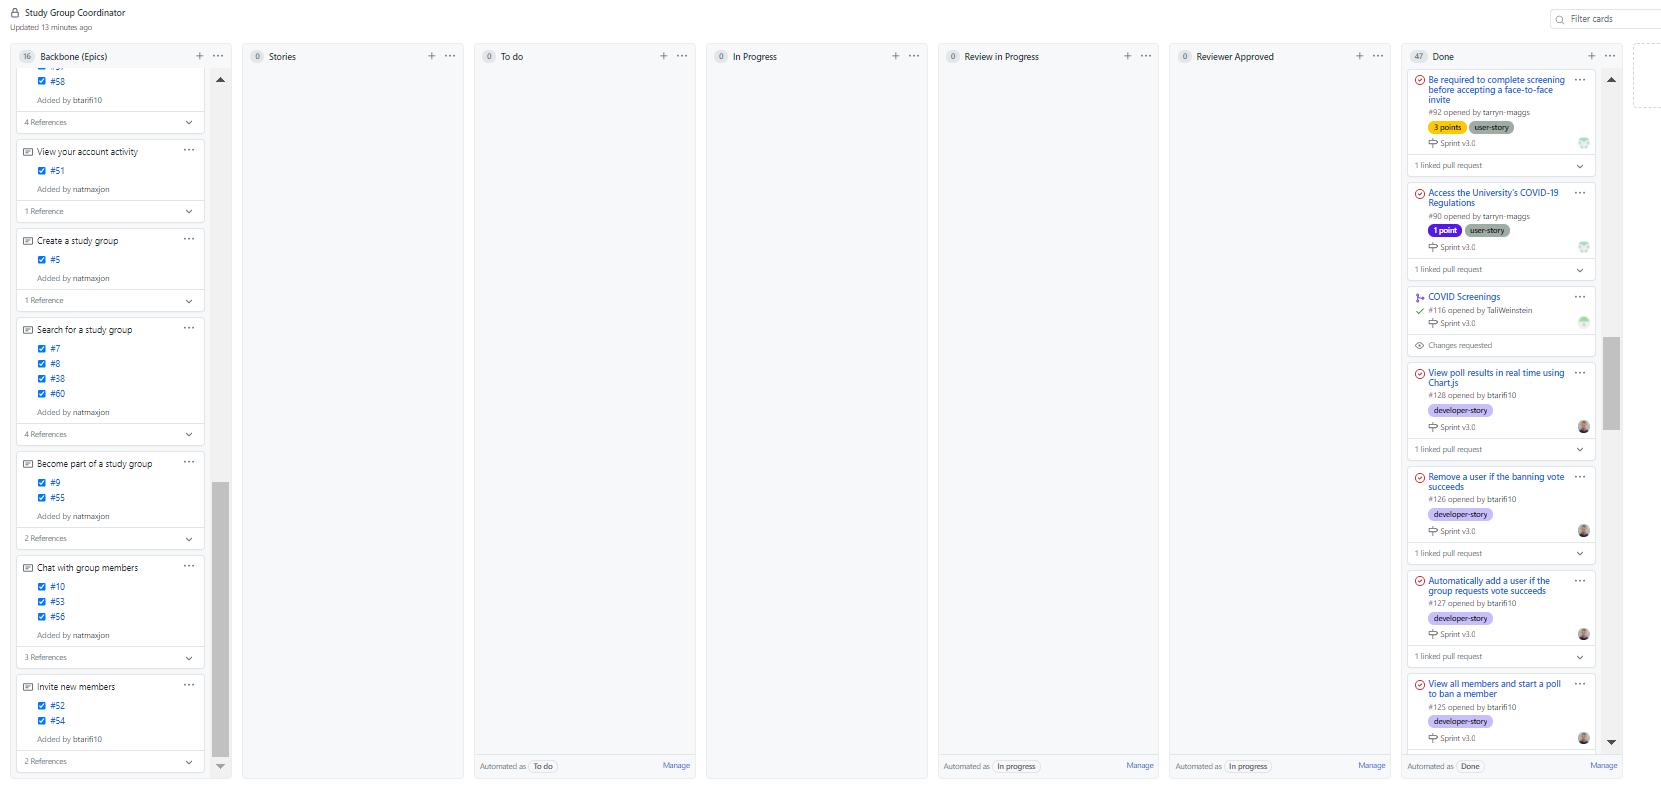 Study Group Coordinator
Updated 13 minutes ago
Filter cards
16 Backbone (Epics)
#58
Added by btarifi10
4 References
View your account activity
#51
Added by natmaxjon
1 Reference
Create a study group
#5
Added by natmaxjon
1 Reference
Search for a study group
#7
#8
#38
#60
Added by natmaxjon
4 References
Become part of a study group
#9
#55
Added by natmaxjon
2 References
Chat with group members
#10
#53
#56
Added by natmaxjon
3 References
Invite new members
#52
#54
Added by btarifi10
2 References
0 Stories
0 To do
Automated as To do Manage
0 In Progress
0 Review in Progress
Automated as In progress Manage
0 Reviewer Approved
Automated as In progress Manage
47 Done
Be required to complete screening
before accepting a face-to-face
invite
#92 opened by tarryn-maggs
3 points user-story
Sprint v3.0
1 linked pull request
Access the University's COVID-19
Regulations
#90 opened by tarryn-maggs
1 point user-story
Sprint v3.0
1 linked pull request
COVID Screenings
#116 opened by TaliWeinstein
Sprint v3.0
Changes requested
View poll results in real time using
Chart.js
#128 opened by btarifi10
developer-story
Sprint v3.0
1 linked pull request
Remove a user if the banning vote
succeeds
#126 opened by btarifi10
developer-story
Sprint v3.0
1 linked pull request
Automatically add a user if the
group requests vote succeeds
#127 opened by btarifi10
developer-story
Sprint v3.0
1 linked pull request
View all members and start a poll
to ban a member
#125 opened by btarifi10
developer-story
Sprint v3.0
Automated as Done Manage